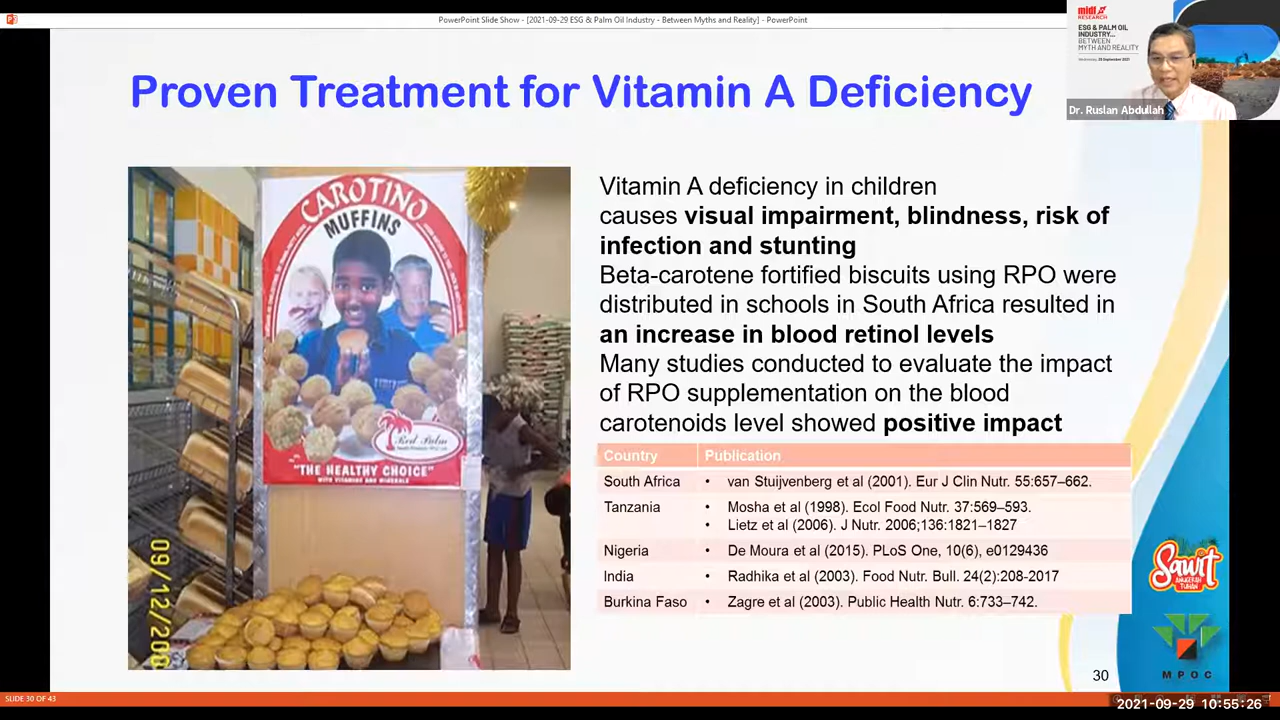 PowerPoint Slide Show - [2021-09-29 ESG & Palm Oil Industry - Between Myths and Reality] - PowerPoint
midf
RESEARCH
ESG & PALM OIL
INDUSTRY...
BETWEEN
MYTH AND REALITY
Dr. Ruslan Abdullah
Proven Treatment for Vitamin A Deficiency
CAROTINO
MUFFINS
Red Palm
"THE HEALTHY CHOICE"
WITH VITAMINS AND MINERALS
09/12/200
Vitamin A deficiency in children
causes visual impairment, blindness, risk of
infection and stunting
Beta-carotene fortified biscuits using RPO were
distributed in schools in South Africa resulted in
an increase in blood retinol levels
Many studies conducted to evaluate the impact
of RPO supplementation on the blood
carotenoids level showed positive impact
Country Publication
South Africa • van Stuijvenberg et al (2001). Eur J Clin Nutr. 55:657–662.
Tanzania • Mosha et al (1998). Ecol Food Nutr. 37:569–593.
• Lietz et al (2006). J Nutr. 2006;136:1821–1827
Nigeria • De Moura et al (2015). PLoS One, 10(6), e0129436
India • Radhika et al (2003). Food Nutr. Bull. 24(2):208-2017
Burkina Faso • Zagre et al (2003). Public Health Nutr. 6:733–742.
Sawit
ANUGERAH
TUHAN
MPOC
30
SLIDE 30 OF 43
2021-09-29 10:55:26